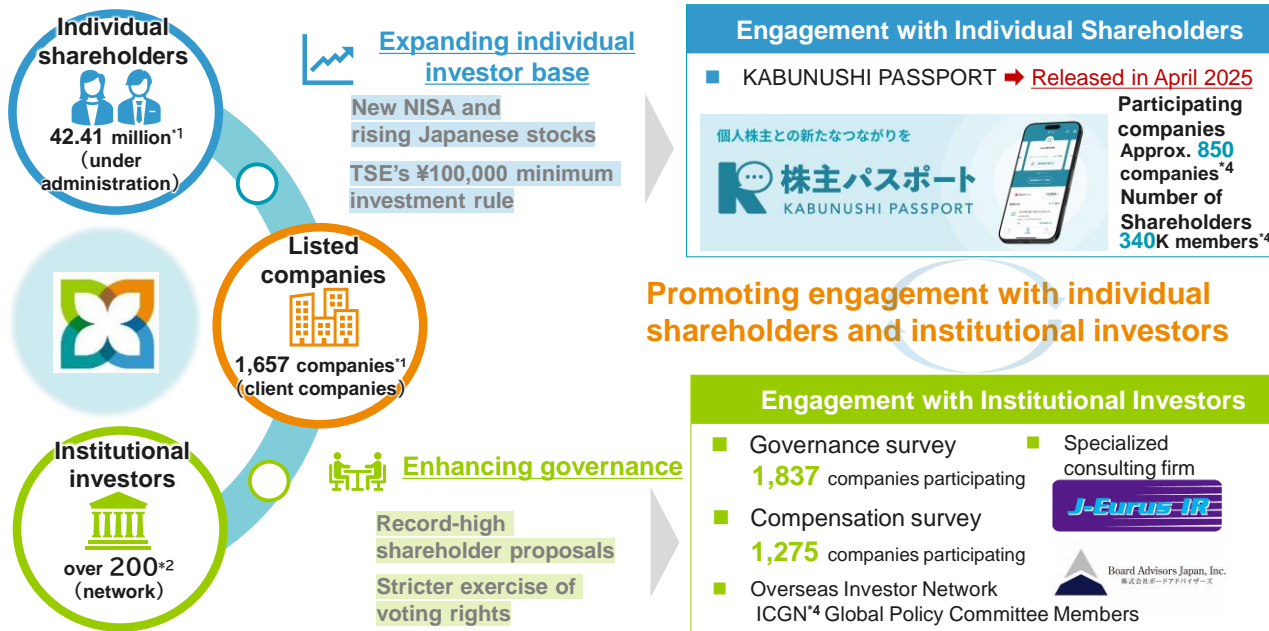 Individual
shareholders
42.41 million*1
(under
administration)
Listed
companies
1,657 companies*1
(client companies)
Institutional
investors
over 200*2
(network)
Expanding individual
investor base
New NISA and
rising Japanese stocks
TSE's ¥100,000 minimum
investment rule
Enhancing governance
Record-high
shareholder proposals
Stricter exercise of
voting rights
Engagement with Individual Shareholders
■ KABUNUSHI PASSPORT ➡ Released in April 2025
個人株主との新たなつながりを
株主パスポート
KABUNUSHI PASSPORT
Participating
companies
Approx. 850
companies*4
Number of
Shareholders
340K members*4
Promoting engagement with individual
shareholders and institutional investors
Engagement with Institutional Investors
■ Governance survey
1,837 companies participating
■ Compensation survey
1,275 companies participating
■ Overseas Investor Network
ICGN*4 Global Policy Committee Members
■ Specialized
consulting firm
J-Eurus IR
Board Advisors Japan, Inc.
株式会社ボードアドバイザーズ